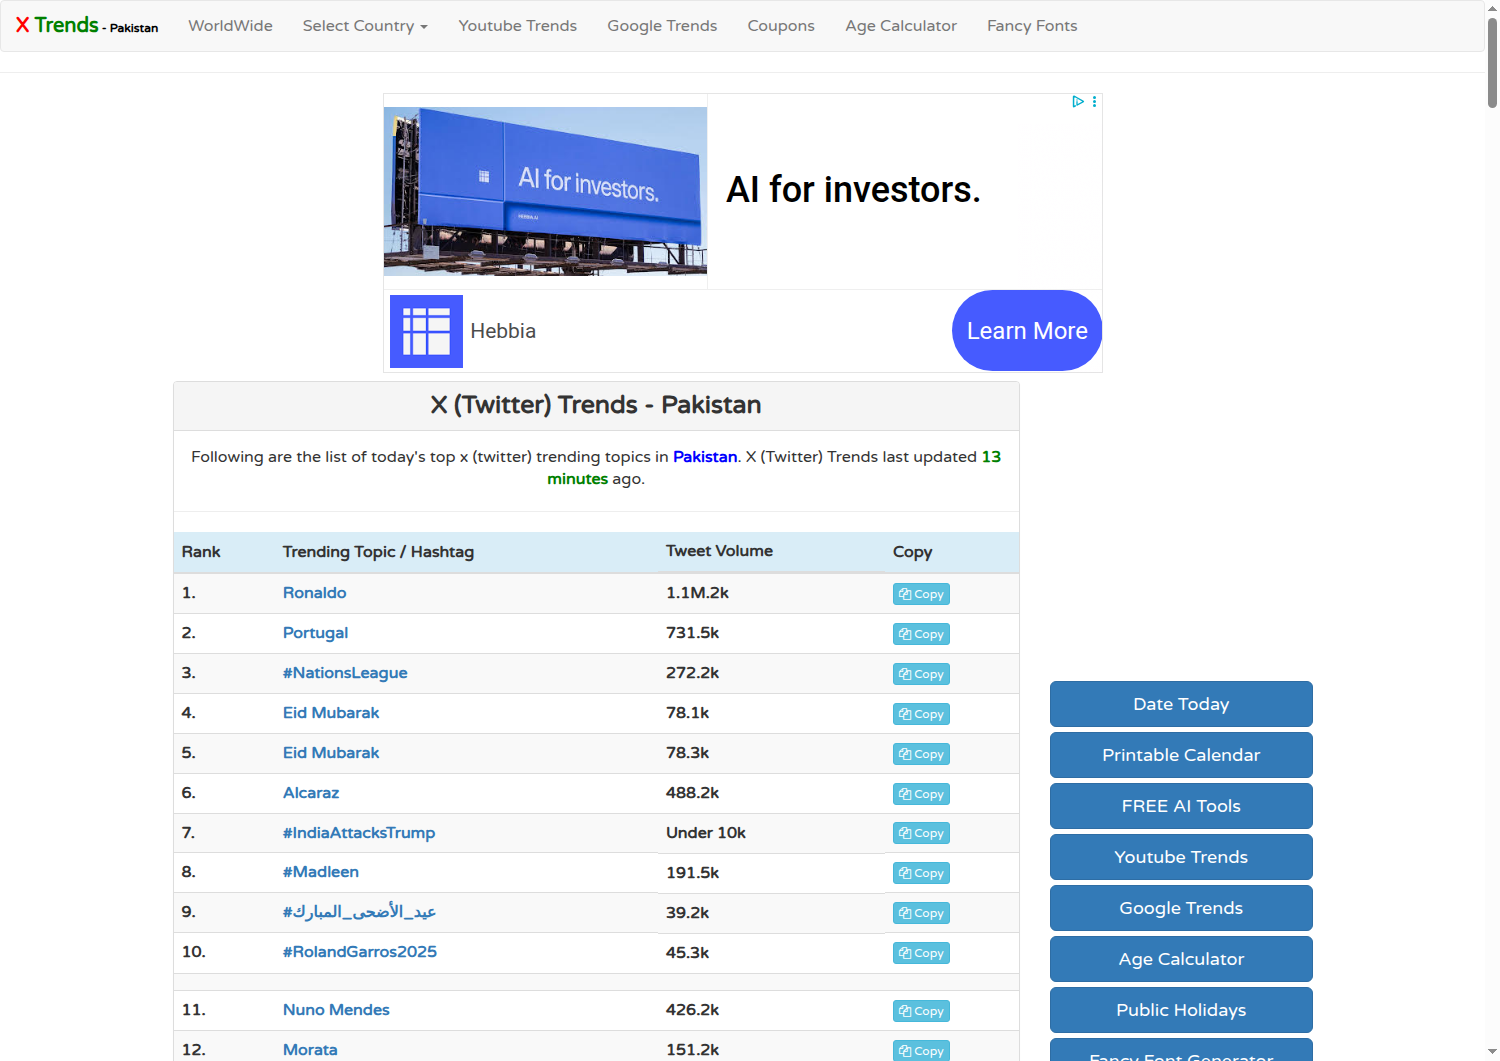 X Trends - Pakistan WorldWide Select Country Youtube Trends Google Trends Coupons Age Calculator Fancy Fonts
AI for investors.
HEBBIA AI
AI for investors.
Hebbia
Learn More
X (Twitter) Trends - Pakistan
Following are the list of today's top x (twitter) trending topics in Pakistan. X (Twitter) Trends last updated 13
minutes ago.
Rank Trending Topic / Hashtag Tweet Volume Copy
1. Ronaldo 1.1M.2k Copy
2. Portugal 731.5k Copy
3. #NationsLeague 272.2k Copy
4. Eid Mubarak 78.1k Copy
5. Eid Mubarak 78.3k Copy
6. Alcaraz 488.2k Copy
7. #IndiaAttacksTrump Under 10k Copy
8. #Madleen 191.5k Copy
9. #عيد_الأضحى_المبارك 39.2k Copy
10. #RolandGarros2025 45.3k Copy
11. Nuno Mendes 426.2k Copy
12. Morata 151.2k Copy
Date Today
Printable Calendar
FREE AI Tools
Youtube Trends
Google Trends
Age Calculator
Public Holidays
Fancy Font Generator